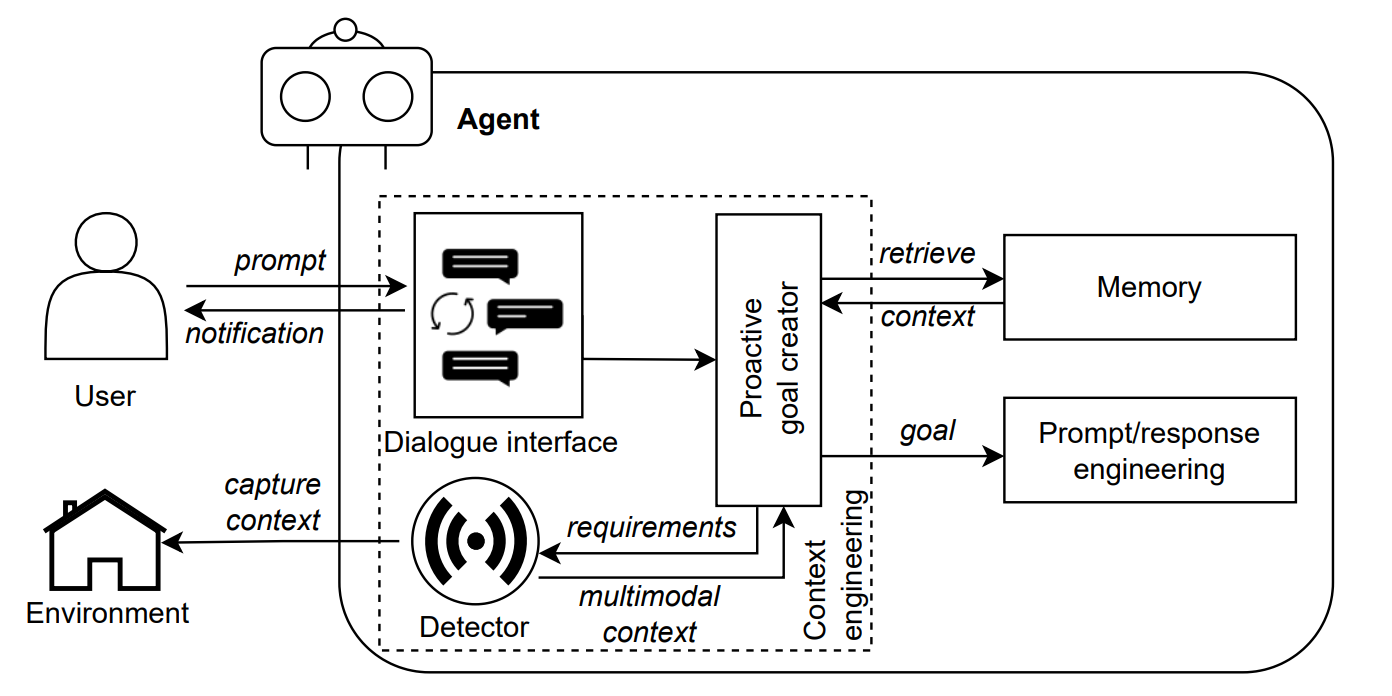 Agent
prompt
notification
User
Dialogue interface
Proactive
goal creator
retrieve
context
Memory
goal
Prompt/response
engineering
capture
context
Environment
Detector
requirements
multimodal
context
Context
engineering